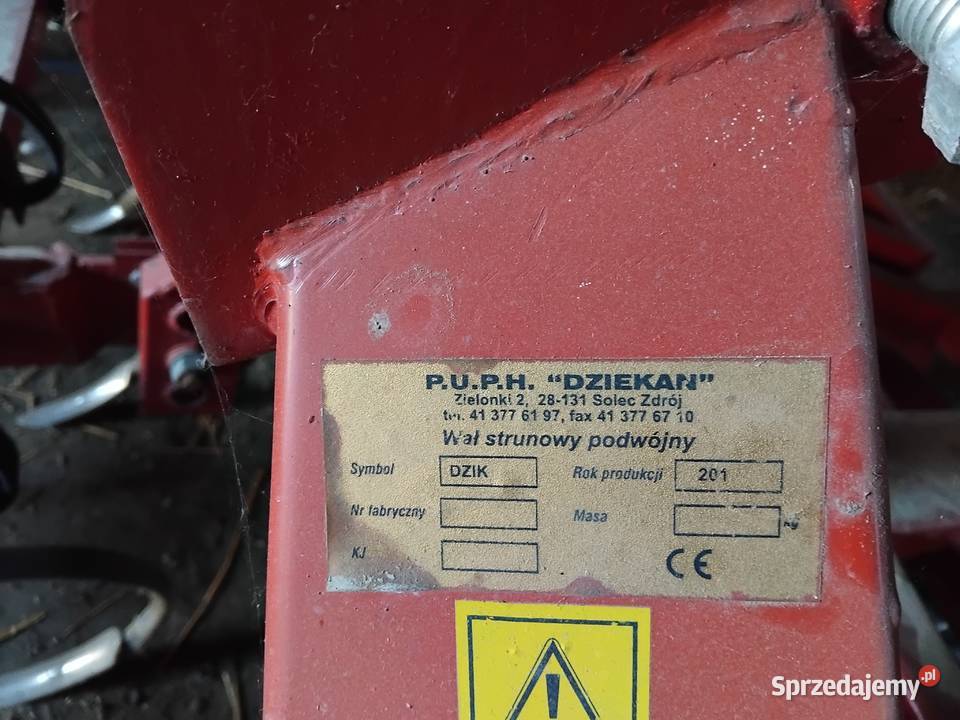 P.U.P.H. "DZIEKAN"
Zielonki 2, 28-131 Solec Zdrój
tel. 41 377 61 97, fax 41 377 67 10
Wał strunowy podwójny
Symbol DZIK Rok produkcji 201
Nr fabryczny Masa kg
KJ CE
Sprzedajemy.pl